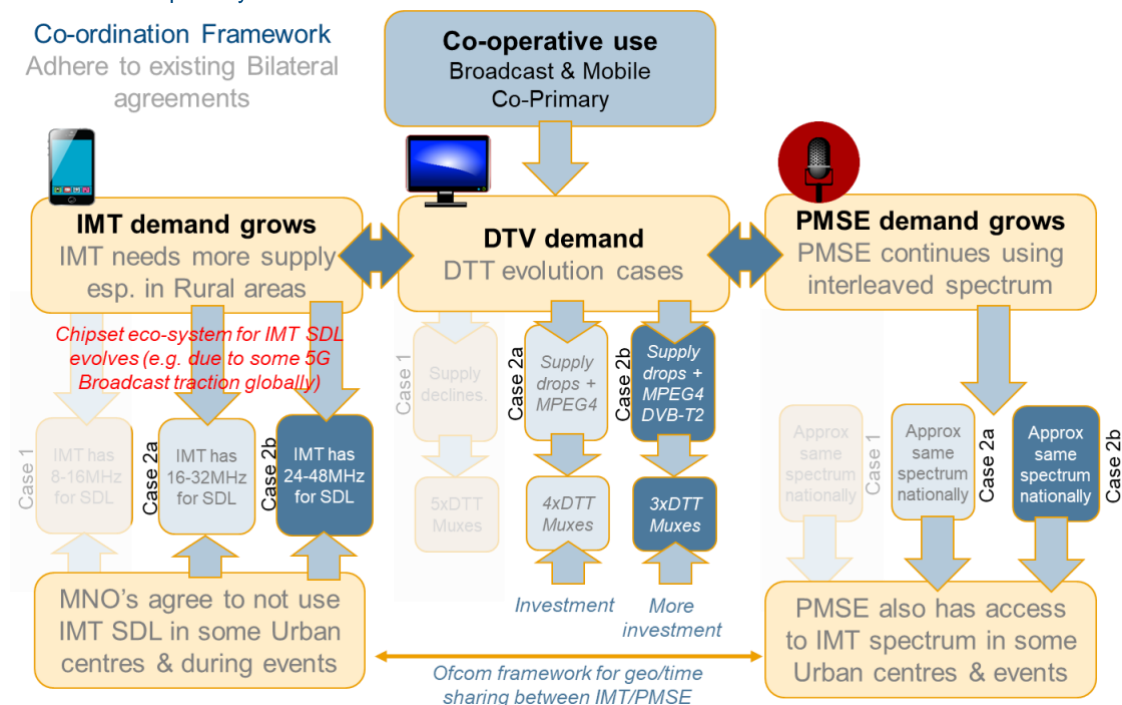 Co-ordination Framework
Adhere to existing Bilateral
agreements
Co-operative use
Broadcast & Mobile
Co-Primary
IMT demand grows
IMT needs more supply
esp. in Rural areas
DTV demand
DTT evolution cases
PMSE demand grows
PMSE continues using
interleaved spectrum
Chipset eco-system for IMT SDL
evolves (e.g. due to some 5G
Broadcast traction globally)
Case 1
IMT has
8-16MHz
for SDL
Case 2a
IMT has
16-32MHz
for SDL
Case 2b
IMT has
24-48MHz
for SDL
Case 1
Supply
declines.
Case 2a
Supply
drops +
MPEG4
Case 2b
Supply
drops +
MPEG4
DVB-T2
5xDTT
Muxes
4xDTT
Muxes
3xDTT
Muxes
Approx
same
spectrum
nationally
Case 1
Approx
same
spectrum
nationally
Case 2a
Approx
same
spectrum
nationally
Case 2b
MNO's agree to not use
IMT SDL in some Urban
centres & during events
Investment
More
investment
PMSE also has access
to IMT spectrum in some
Urban centres & events
Ofcom framework for geo/time
sharing between IMT/PMSE